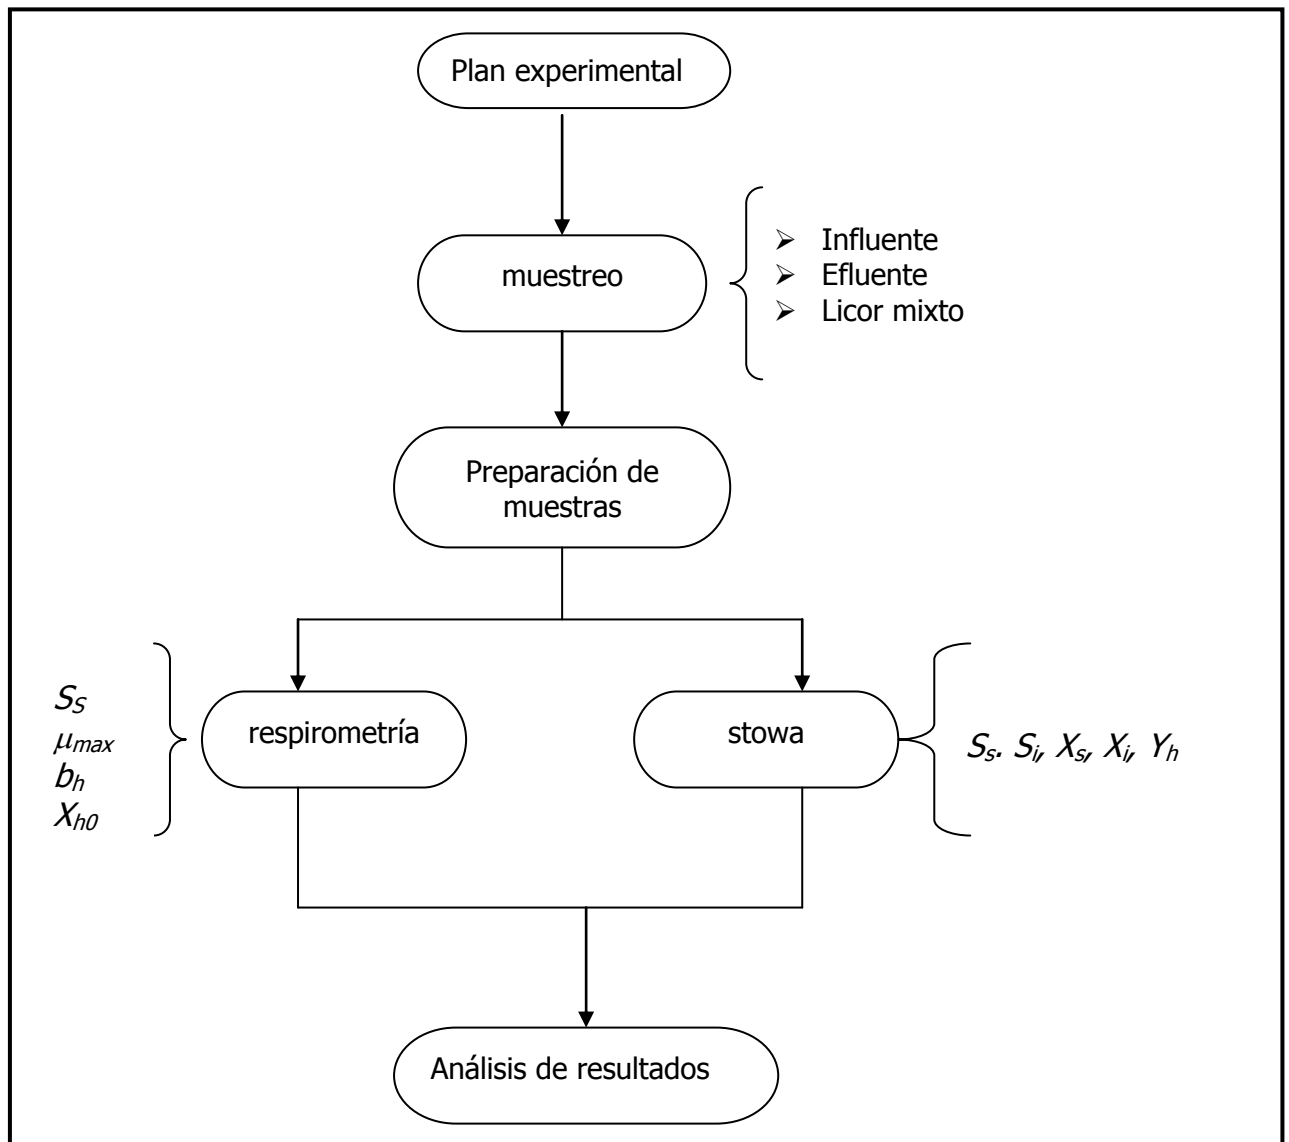 Plan experimental
muestreo
➢ Influente
➢ Efluente
➢ Licor mixto
Preparación de
muestras
S_S
μ_max
b_h
X_h0
respirometría
stowa
S_s. S_i, X_s, X_i, Y_h
Análisis de resultados